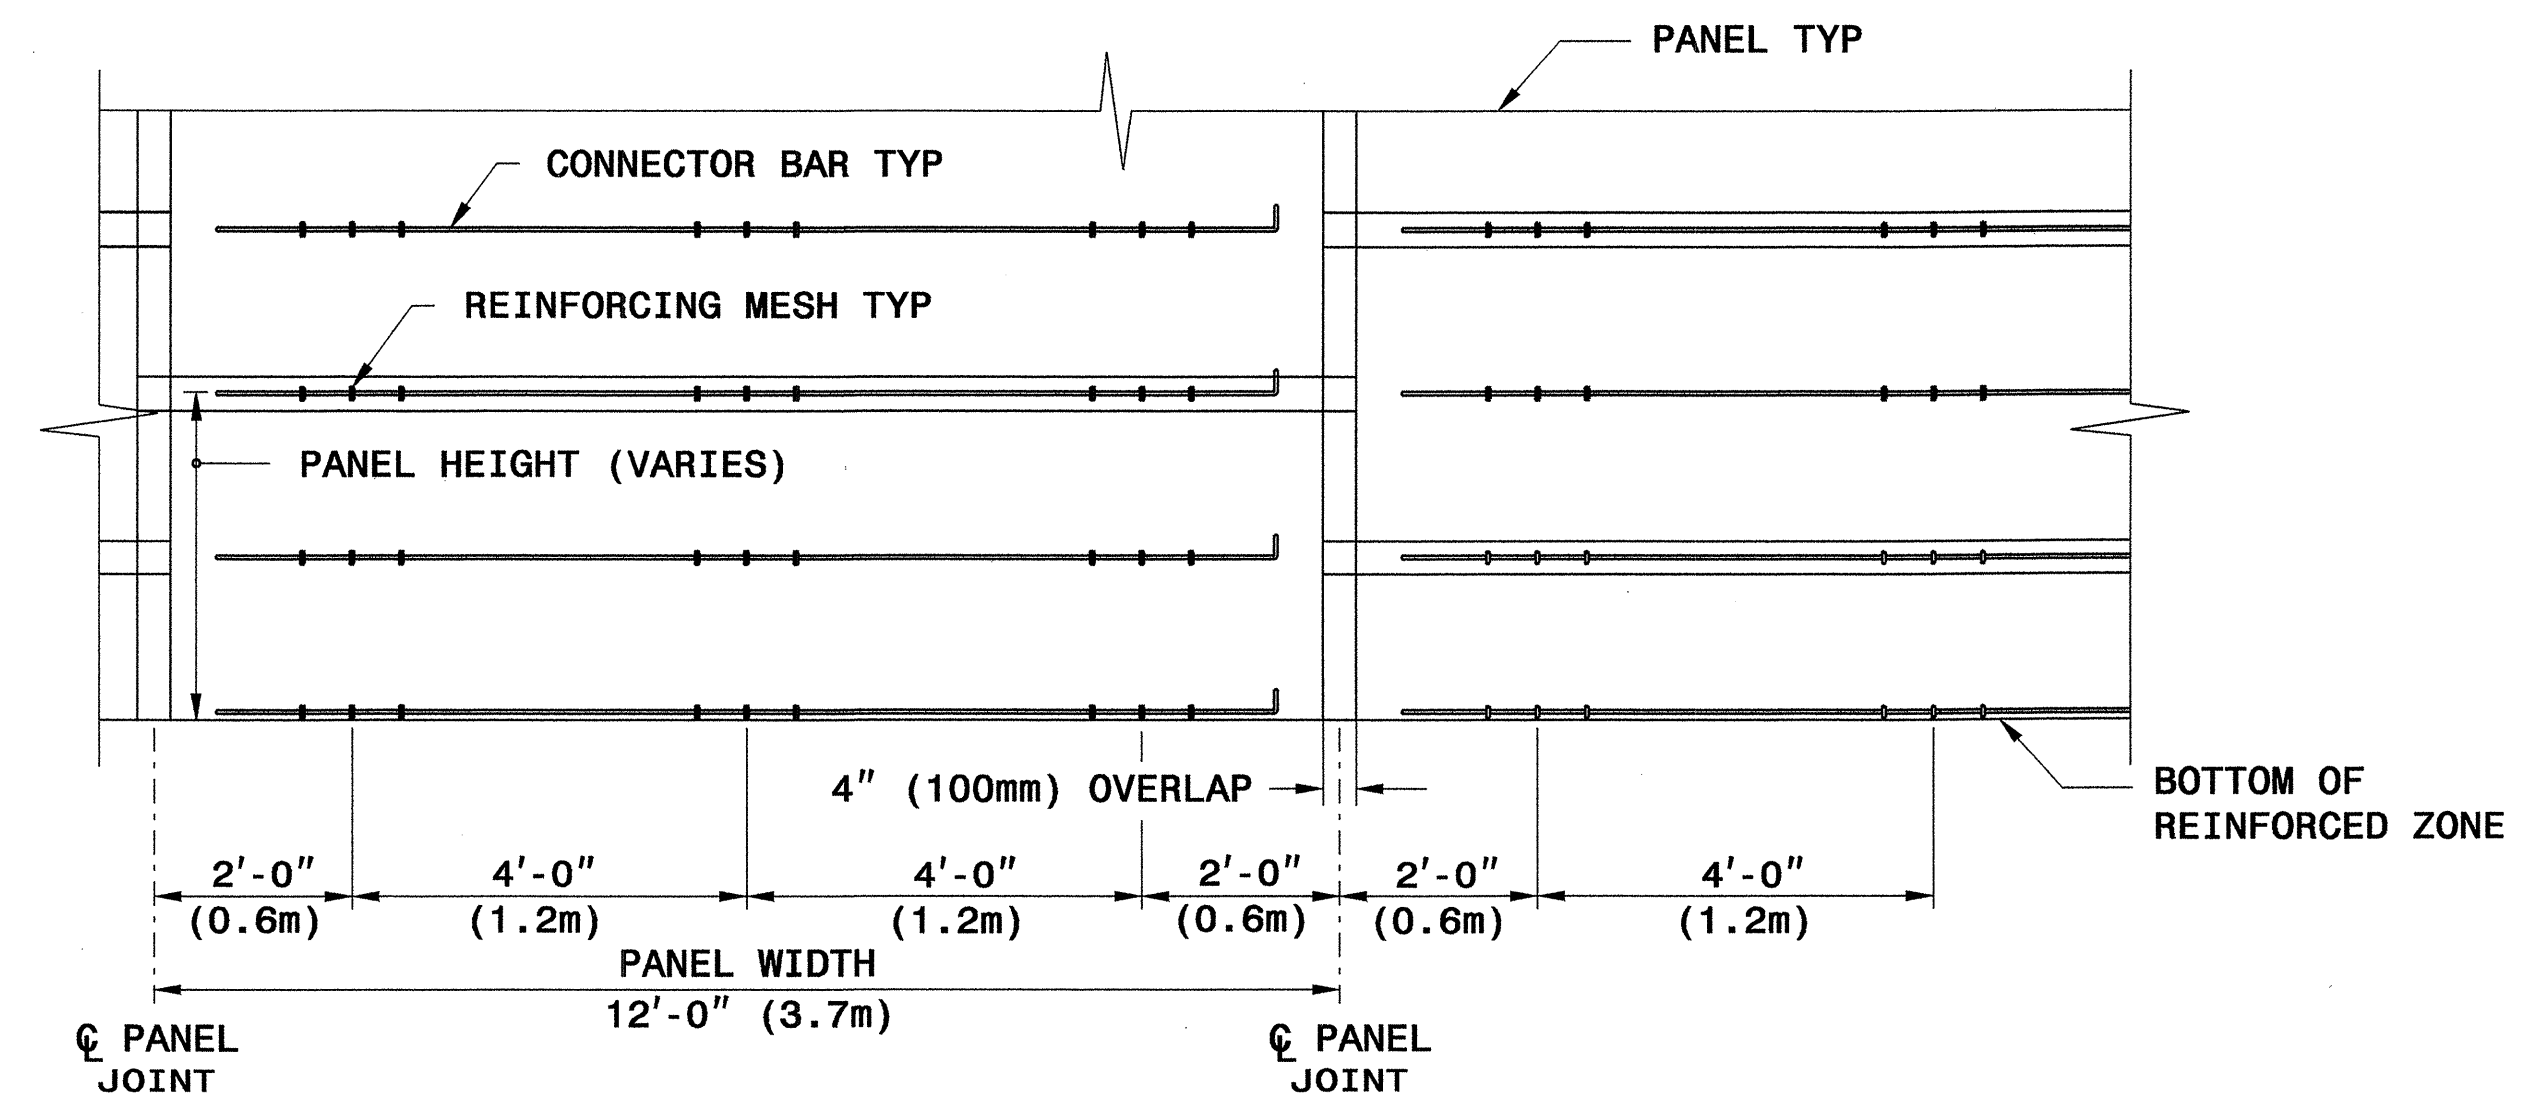 PANEL TYP
CONNECTOR BAR TYP
REINFORCING MESH TYP
PANEL HEIGHT (VARIES)
4" (100mm) OVERLAP
BOTTOM OF
REINFORCED ZONE
2'-0" 4'-0" 4'-0" 2'-0" 2'-0" 4'-0"
(0.6m) (1.2m) (1.2m) (0.6m) (0.6m) (1.2m)
PANEL WIDTH
12'-0" (3.7m)
℄ PANEL
JOINT
℄ PANEL
JOINT